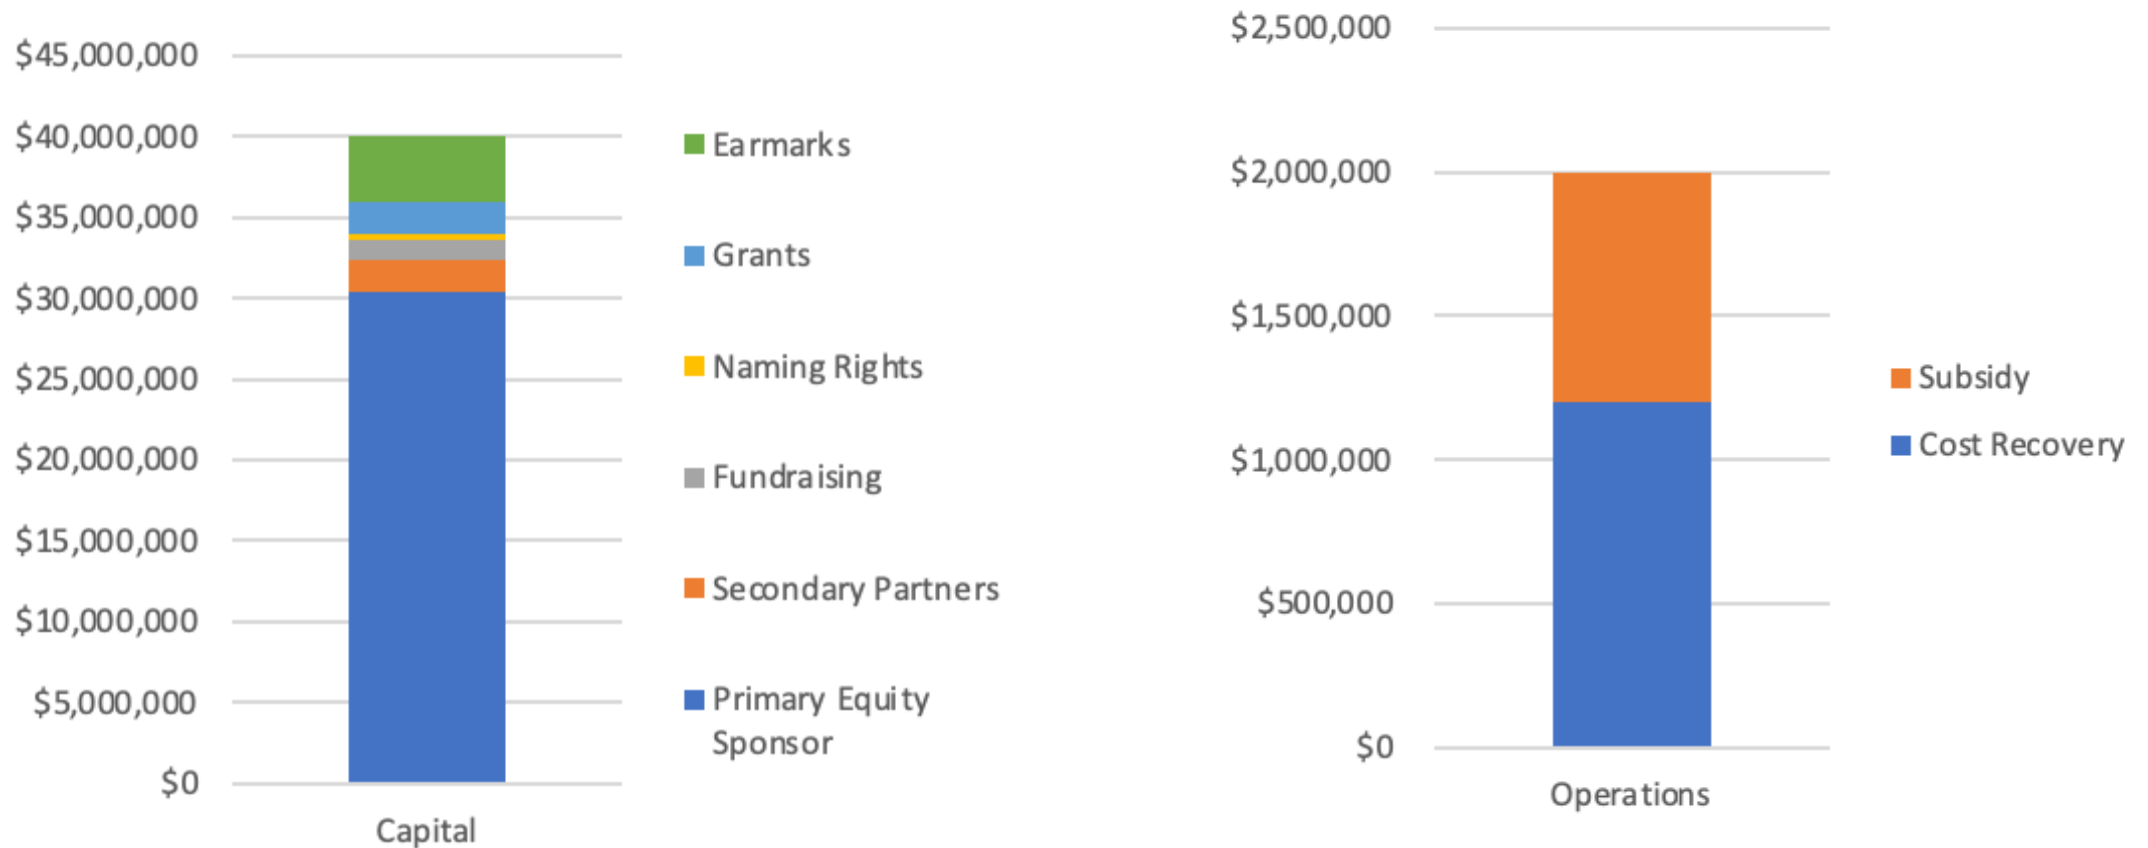 $45,000,000
$40,000,000
$35,000,000
$30,000,000
$25,000,000
$20,000,000
$15,000,000
$10,000,000
$5,000,000
$0
Capital
Earmarks
Grants
Naming Rights
Fundraising
Secondary Partners
Primary Equity
Sponsor
$2,500,000
$2,000,000
$1,500,000
$1,000,000
$500,000
$0
Operations
Subsidy
Cost Recovery